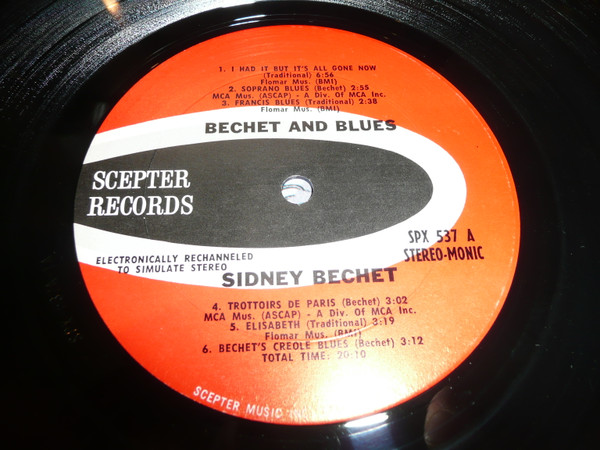 1. I HAD IT BUT IT'S ALL GONE NOW
(Traditional) 6:56
Flomar Mus. (BMI)
2. SOPRANO BLUES (Bechet) 2:55
MCA Mus. (ASCAP) - A Div. Of MCA Inc.
3. FRANCIS BLUES (Traditional) 2:38
Flomar Mus. (BMI)
BECHET AND BLUES
SCEPTER
RECORDS
SPX 537 A
STEREO-MONIC
ELECTRONICALLY RECHANNELED
TO SIMULATE STEREO
SIDNEY BECHET
4. TROTTOIRS DE PARIS (Bechet) 3:02
MCA Mus. (ASCAP) - A Div. Of MCA Inc.
5. ELISABETH (Traditional) 3:19
Flomar Mus. (BMI)
6. BECHET'S CREOLE BLUES (Bechet) 3:12
TOTAL TIME: 20:10
SCEPTER MUSIC